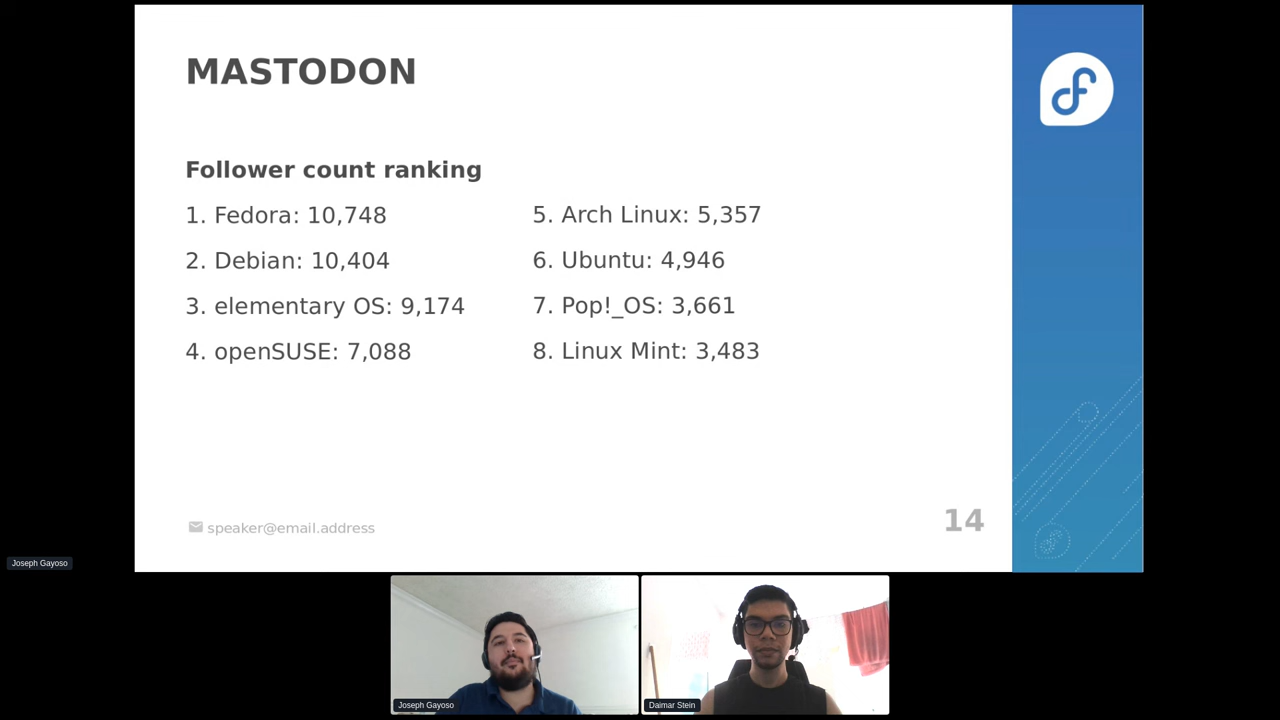 MASTODON
Follower count ranking
1. Fedora: 10,748
2. Debian: 10,404
3. elementary OS: 9,174
4. openSUSE: 7,088
5. Arch Linux: 5,357
6. Ubuntu: 4,946
7. Pop!_OS: 3,661
8. Linux Mint: 3,483
speaker@email.address
14
Joseph Gayoso
Joseph Gayoso
Daimar Stein